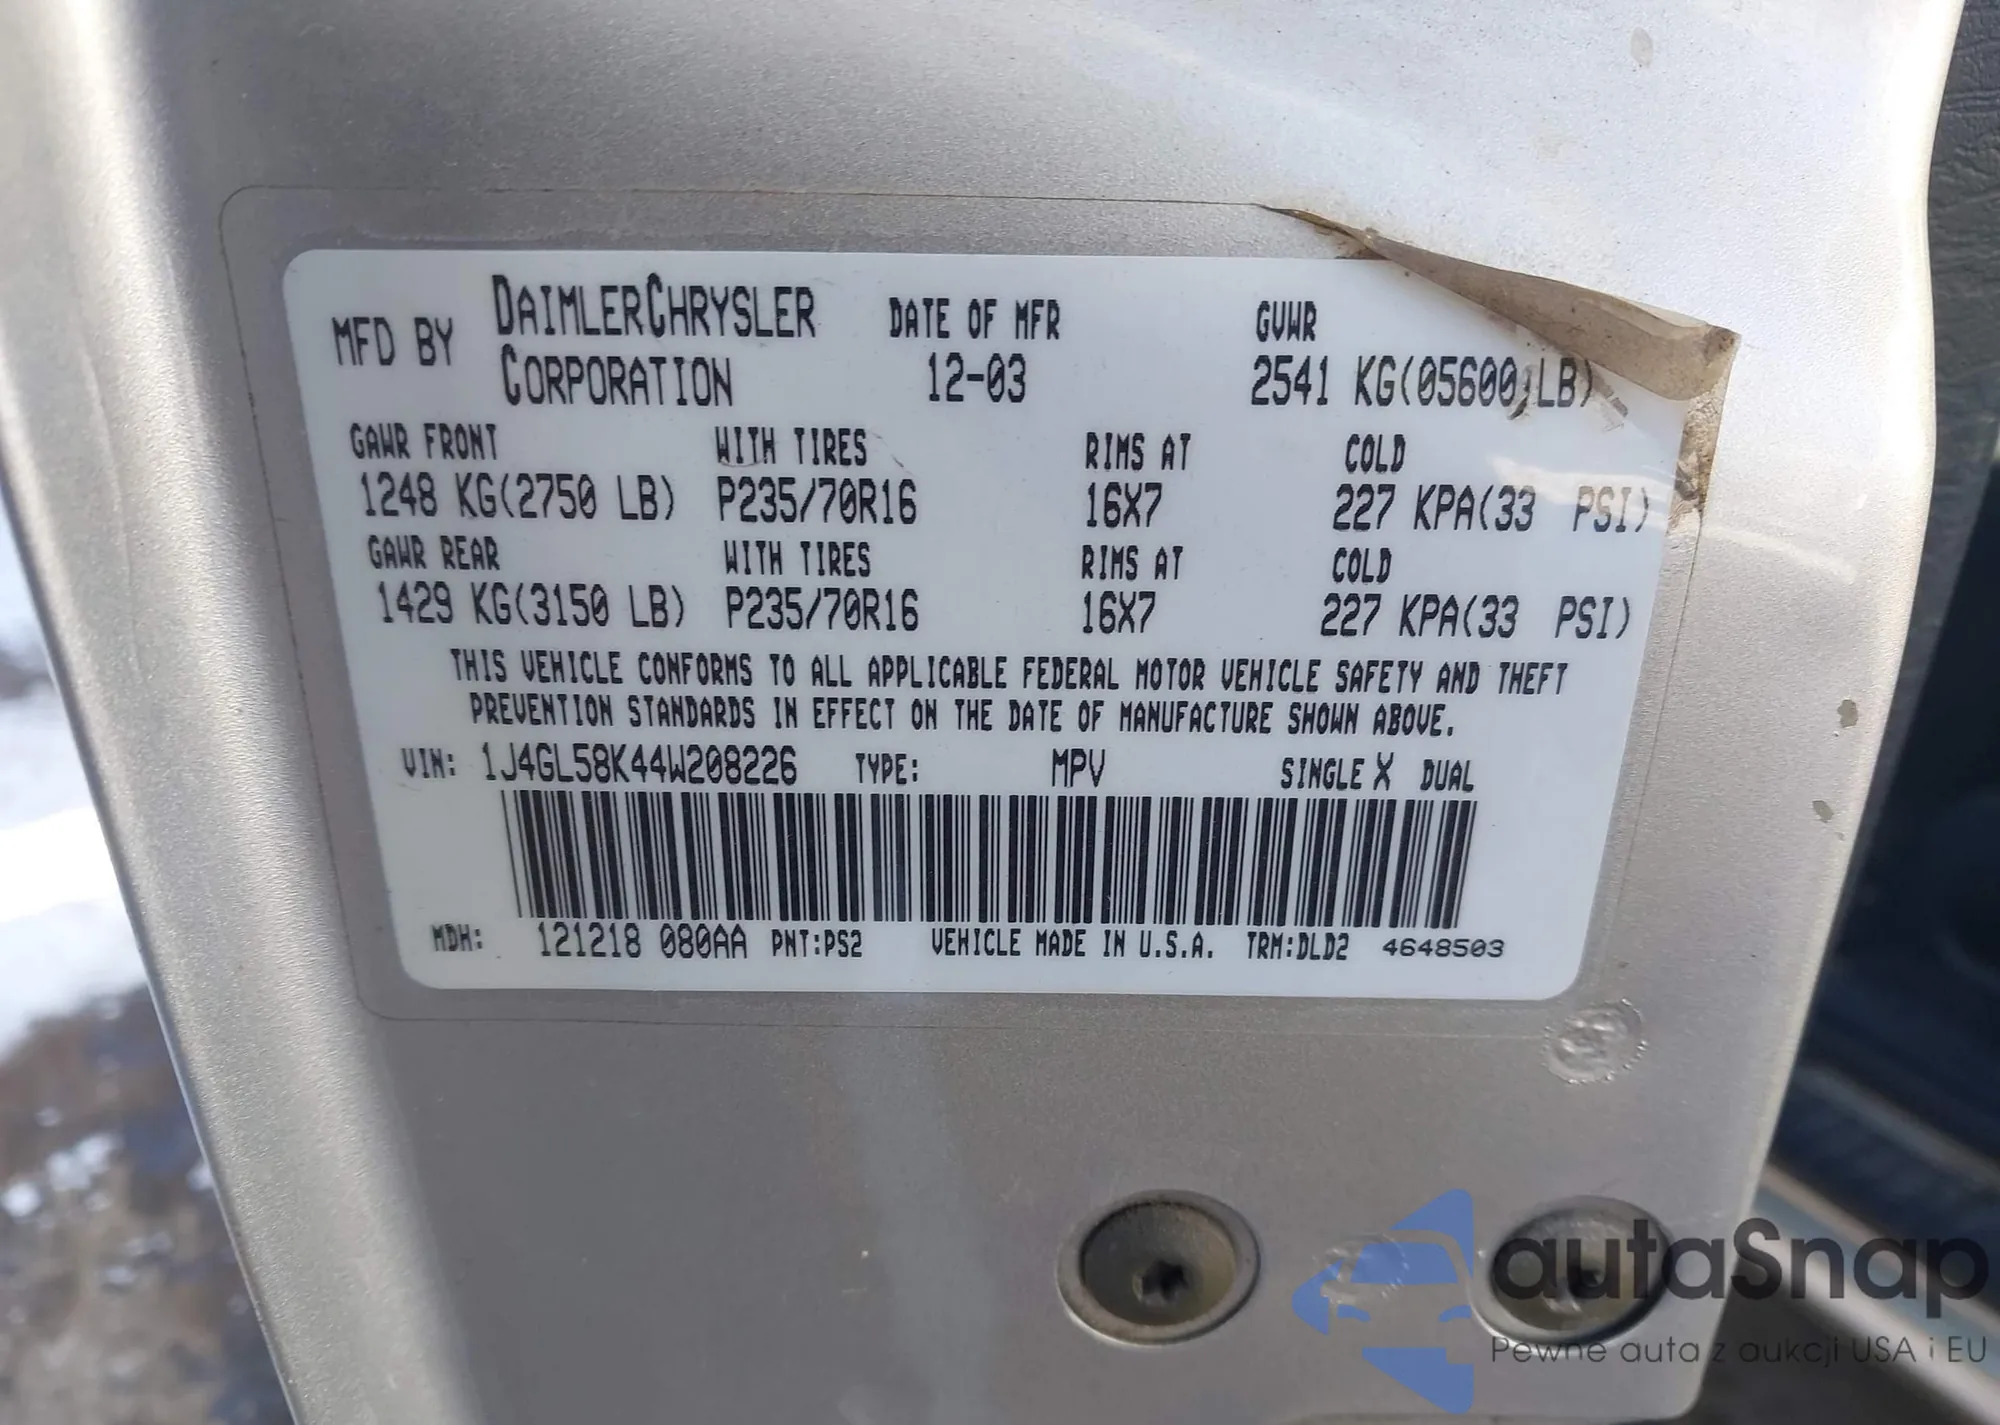 MFD BY DAIMLERCHRYSLER CORPORATION DATE OF MFR 12-03 GVWR 2541 KG(05600 LB)
GAWR FRONT WITH TIRES RIMS AT COLD
1248 KG(2750 LB) P235/70R16 16X7 227 KPA(33 PSI)
GAWR REAR WITH TIRES RIMS AT COLD
1429 KG(3150 LB) P235/70R16 16X7 227 KPA(33 PSI)
THIS VEHICLE CONFORMS TO ALL APPLICABLE FEDERAL MOTOR VEHICLE SAFETY AND THEFT
PREVENTION STANDARDS IN EFFECT ON THE DATE OF MANUFACTURE SHOWN ABOVE.
VIN: 1J4GL58K44W208226 TYPE: MPV SINGLE X DUAL
MDH: 121218 080AA PNT:PS2 VEHICLE MADE IN U.S.A. TRM:DLD2 4648503
autaSnap
Pewne auta z aukcji USA i EU